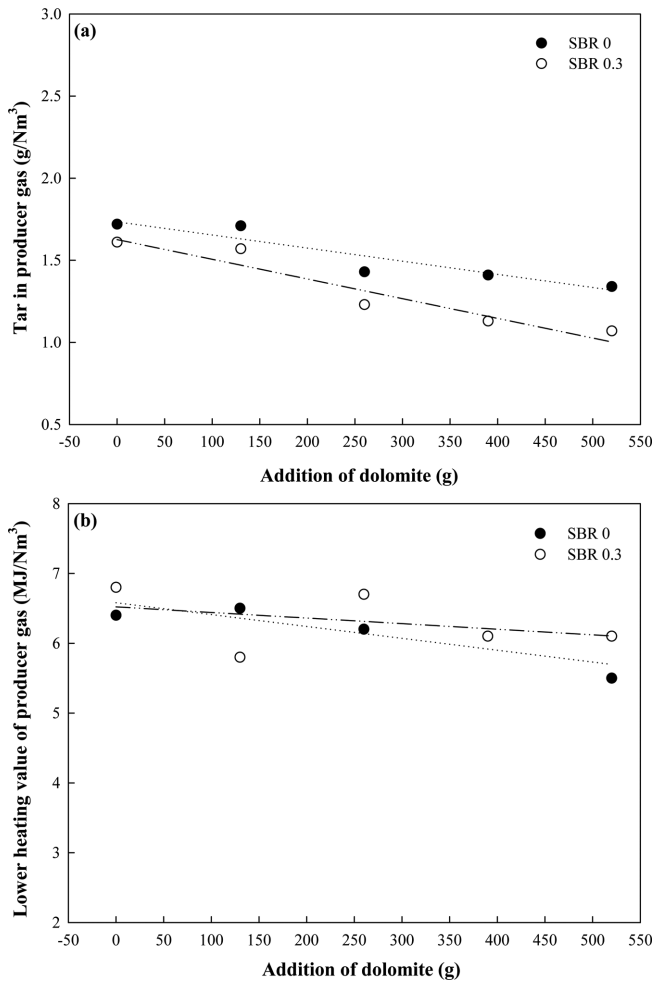 (a)
SBR 0
SBR 0.3
3.0
2.5
2.0
1.5
1.0
0.5
Tar in producer gas (g/Nm³)
-50 0 50 100 150 200 250 300 350 400 450 500 550
Addition of dolomite (g)
(b)
SBR 0
SBR 0.3
8
7
6
5
4
3
2
Lower heating value of producer gas (MJ/Nm³)
-50 0 50 100 150 200 250 300 350 400 450 500 550
Addition of dolomite (g)